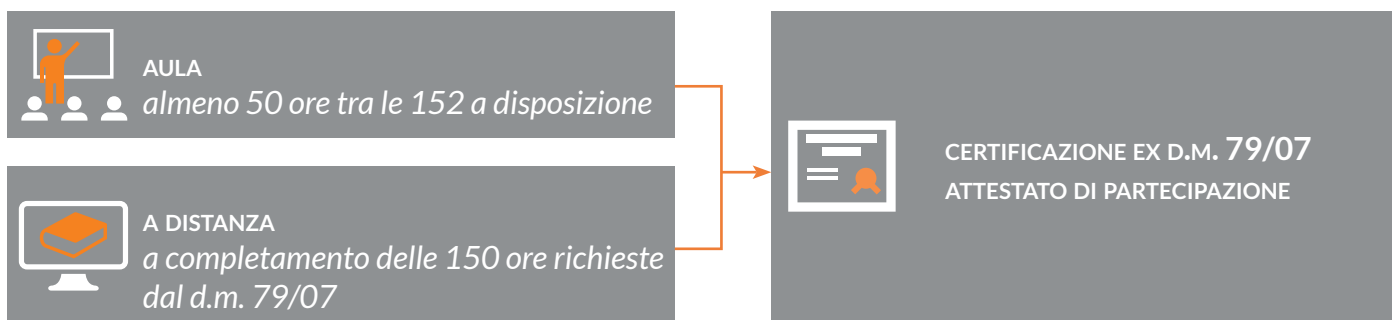 AULA
almeno 50 ore tra le 152 a disposizione
A DISTANZA
a completamento delle 150 ore richieste
dal d.m. 79/07
CERTIFICAZIONE EX D.M. 79/07
ATTESTATO DI PARTECIPAZIONE